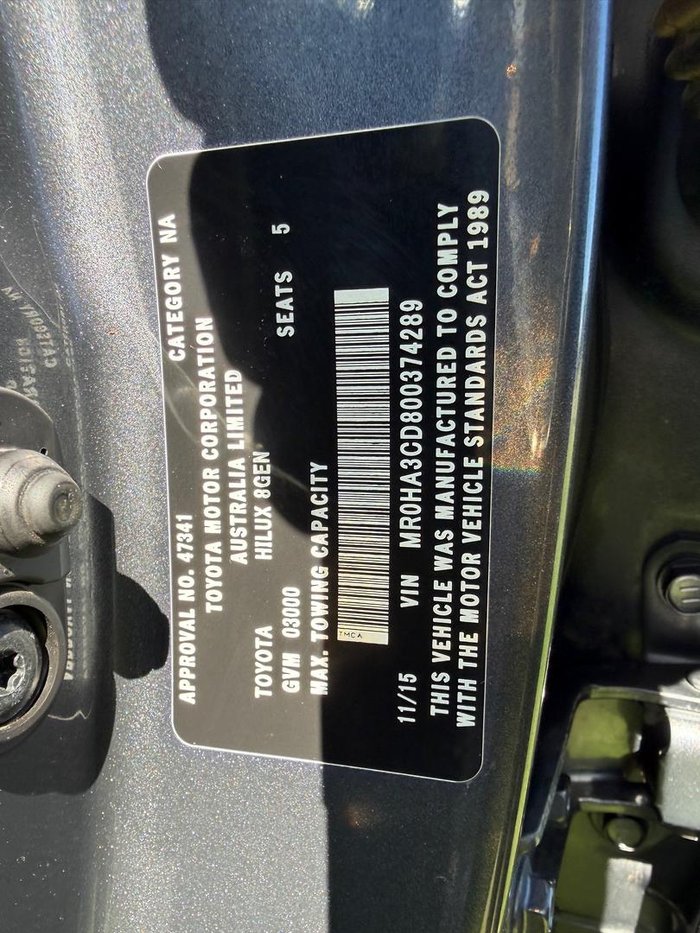 APPROVAL NO. 47341 CATEGORY NA
TOYOTA MOTOR CORPORATION
AUSTRALIA LIMITED
TOYOTA HILUX 8GEN
GVM 03000 SEATS 5
MAX. TOWING CAPACITY
TMCA
11/15 VIN MR0HA3CD800374289
THIS VEHICLE WAS MANUFACTURED TO COMPLY
WITH THE MOTOR VEHICLE STANDARDS ACT 1989